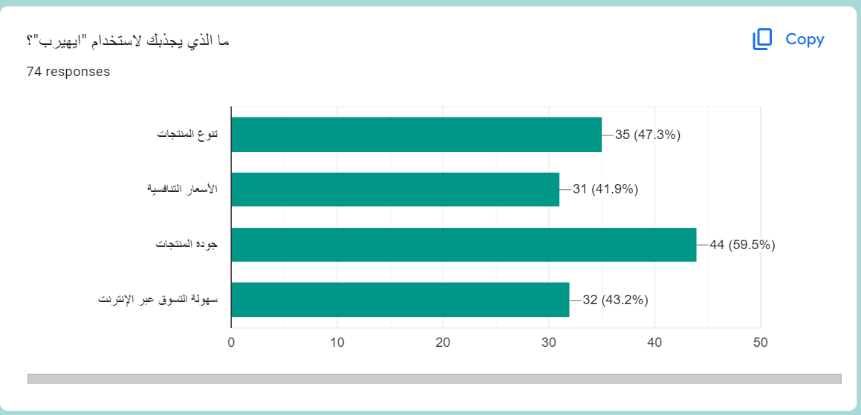 ما الذي يجذبك لاستخدام "ايهيرب"؟
Copy
74 responses
تنوع المنتجات
35 (47.3%)
الأسعار التنافسية
31 (41.9%)
جودة المنتجات
44 (59.5%)
سهولة التسوق عبر الإنترنت
32 (43.2%)
0 10 20 30 40 50